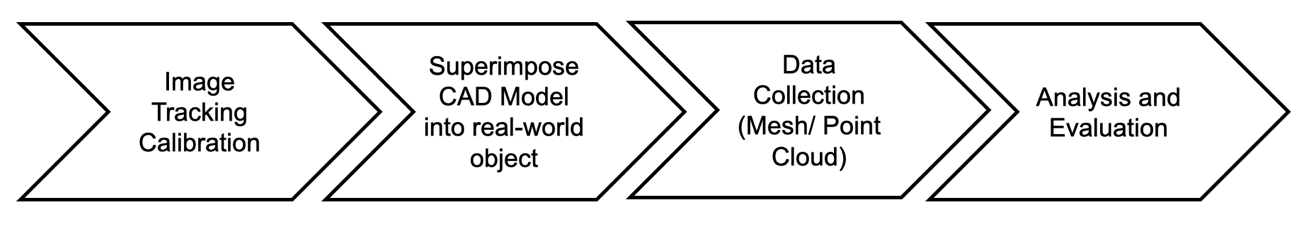 Image
Tracking
Calibration
Superimpose
CAD Model
into real-world
object
Data
Collection
(Mesh/ Point
Cloud)
Analysis and
Evaluation